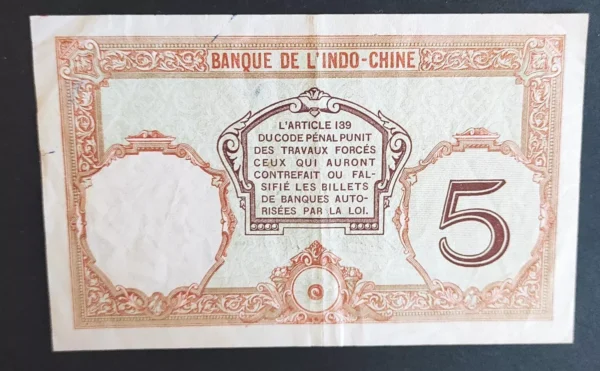 BANQUE DE L'INDO-CHINE
L'ARTICLE 139
DU CODE PÉNAL PUNIT
DES TRAVAUX FORCÉS
CEUX QUI AURONT
CONTREFAIT OU FAL-
SIFIÉ LES BILLETS
DE BANQUES AUTO-
RISÉES PAR LA LOI.
5